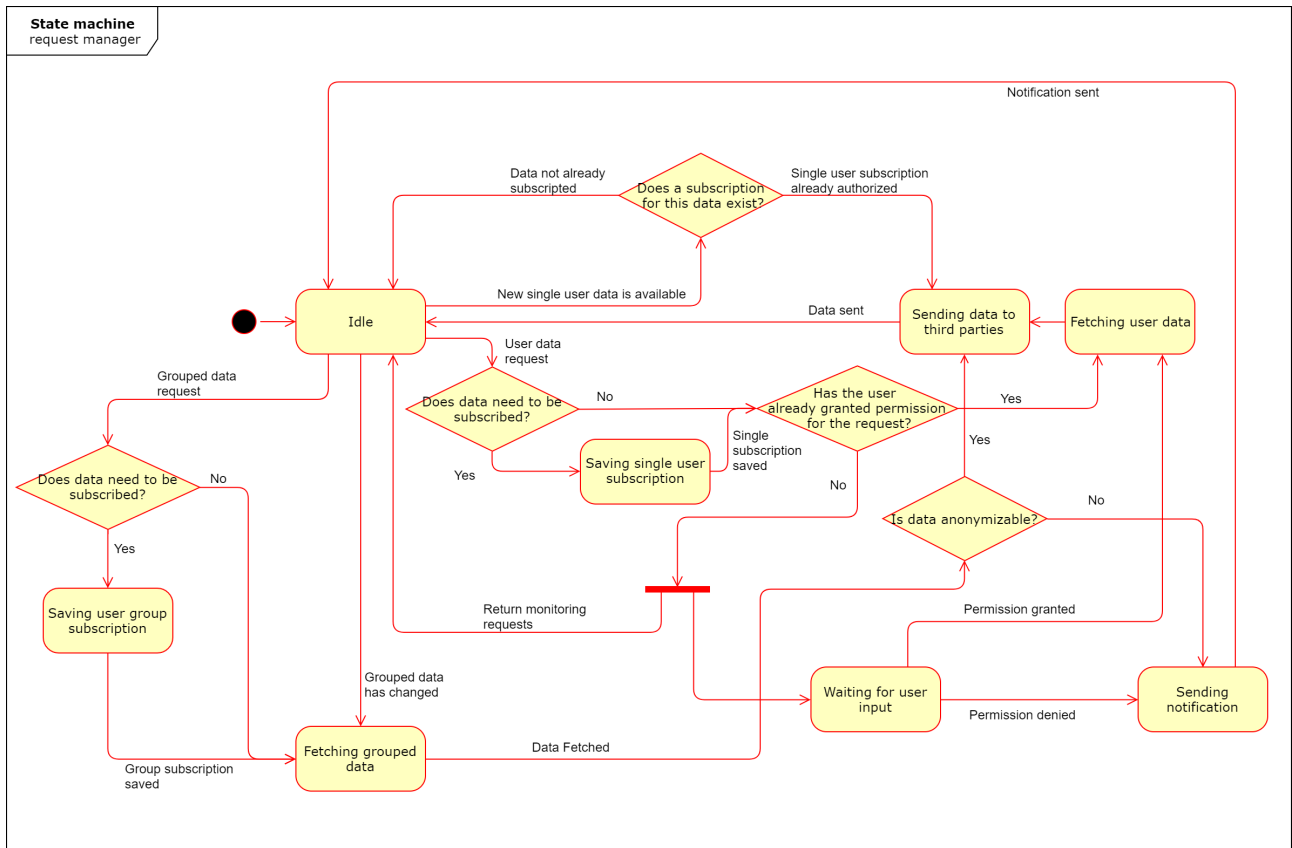 State machine
request manager
Notification sent
Data not already
subscripted
Single user subscription
already authorized
Does a subscription
for this data exist?
New single user data is available
Idle
Data sent
Sending data to
third parties
Fetching user data
User data
request
Grouped data
request
Does data need to be
subscribed?
No
Has the user
already granted permission
for the request?
Yes
Single
subscription
saved
Saving single user
subscription
Yes
Yes
No
No
Does data need to be
subscribed?
No
Is data anonymizable?
Yes
Saving user group
subscription
Return monitoring
requests
Permission granted
Grouped data
has changed
Waiting for user
input
Sending
notification
Permission denied
Fetching grouped
data
Data Fetched
Group subscription
saved